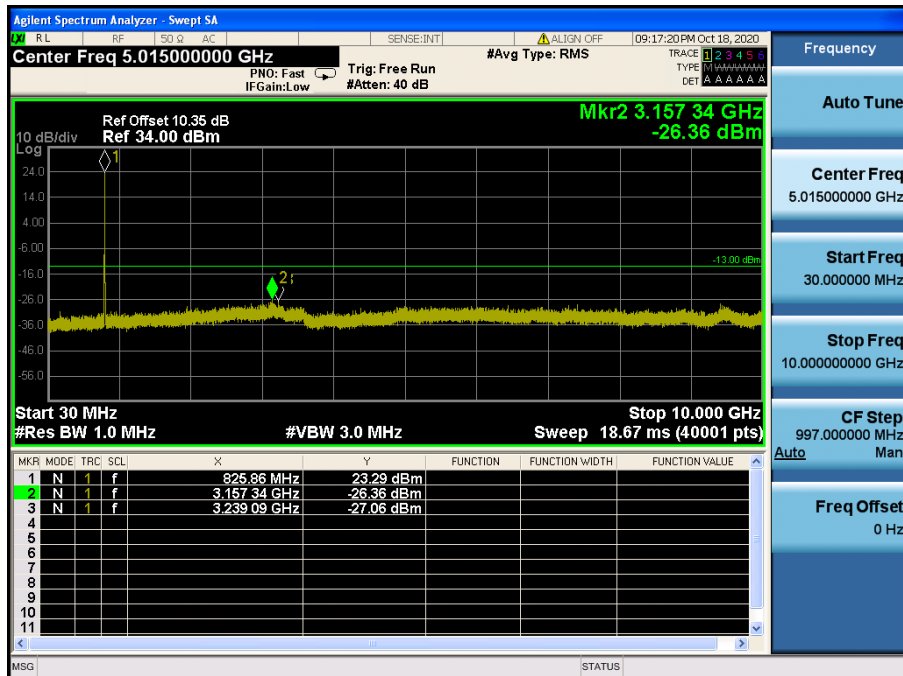 Agilent Spectrum Analyzer - Swept SA
LXI RL RF 50 Ω AC SENSE:INT ALIGN OFF 09:17:20 PM Oct 18, 2020
Center Freq 5.015000000 GHz
PNO: Fast
IFGain:Low
Trig: Free Run
#Atten: 40 dB
#Avg Type: RMS
TRACE 1 2 3 4 5 6
TYPE M WWWWW
DET A A A A A A
Frequency
Mkr2 3.157 34 GHz
-26.36 dBm
Ref Offset 10.35 dB
10 dB/div Ref 34.00 dBm
Log
1
24.0
14.0
4.00
-6.00
-13.00 dBm
-16.0
2
-26.0
-36.0
-46.0
-56.0
Start 30 MHz Stop 10.000 GHz
#Res BW 1.0 MHz #VBW 3.0 MHz Sweep 18.67 ms (40001 pts)
MKR MODE TRC SCL X Y FUNCTION FUNCTION WIDTH FUNCTION VALUE
1 N 1 f 825.86 MHz 23.29 dBm
2 N 1 f 3.157 34 GHz -26.36 dBm
3 N 1 f 3.239 09 GHz -27.06 dBm
4
5
6
7
8
9
10
11
MSG STATUS
Auto Tune
Center Freq
5.015000000 GHz
Start Freq
30.000000 MHz
Stop Freq
10.000000000 GHz
CF Step
997.000000 MHz
Auto Man
Freq Offset
0 Hz